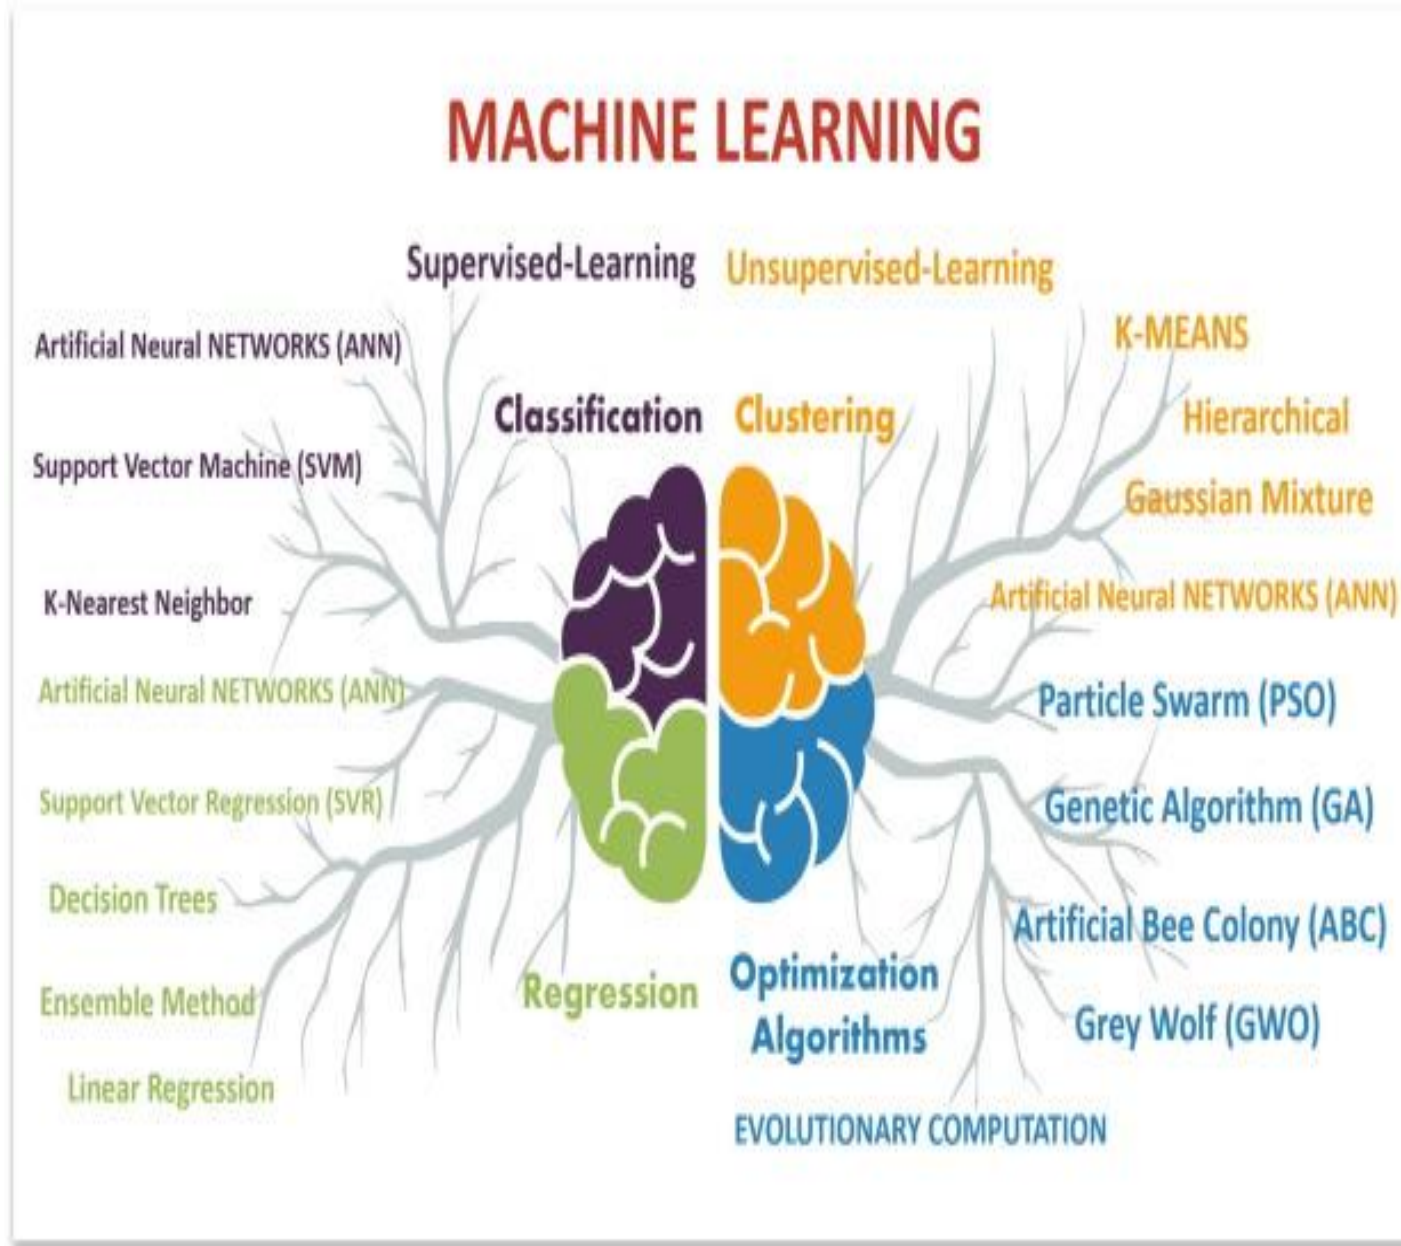 MACHINE LEARNING
Supervised-Learning
Unsupervised-Learning
Artificial Neural NETWORKS (ANN)
Support Vector Machine (SVM)
K-Nearest Neighbor
Classification
Clustering
K-MEANS
Hierarchical
Gaussian Mixture
Artificial Neural NETWORKS (ANN)
Artificial Neural NETWORKS (ANN)
Support Vector Regression (SVR)
Decision Trees
Ensemble Method
Linear Regression
Regression
Optimization
Algorithms
Particle Swarm (PSO)
Genetic Algorithm (GA)
Artificial Bee Colony (ABC)
Grey Wolf (GWO)
EVOLUTIONARY COMPUTATION